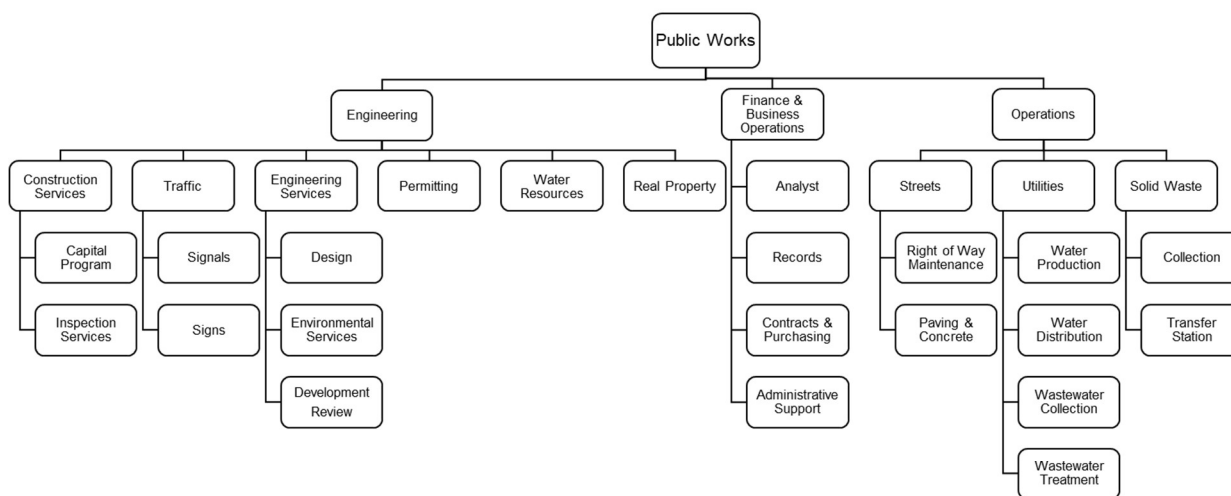 Public Works
Engineering
Finance &
Business
Operations
Operations
Construction
Services
Traffic
Engineering
Services
Permitting
Water
Resources
Real Property
Analyst
Streets
Utilities
Solid Waste
Capital
Program
Signals
Design
Records
Right of Way
Maintenance
Water
Production
Collection
Inspection
Services
Signs
Environmental
Services
Contracts &
Purchasing
Paving &
Concrete
Water
Distribution
Transfer
Station
Development
Review
Administrative
Support
Wastewater
Collection
Wastewater
Treatment